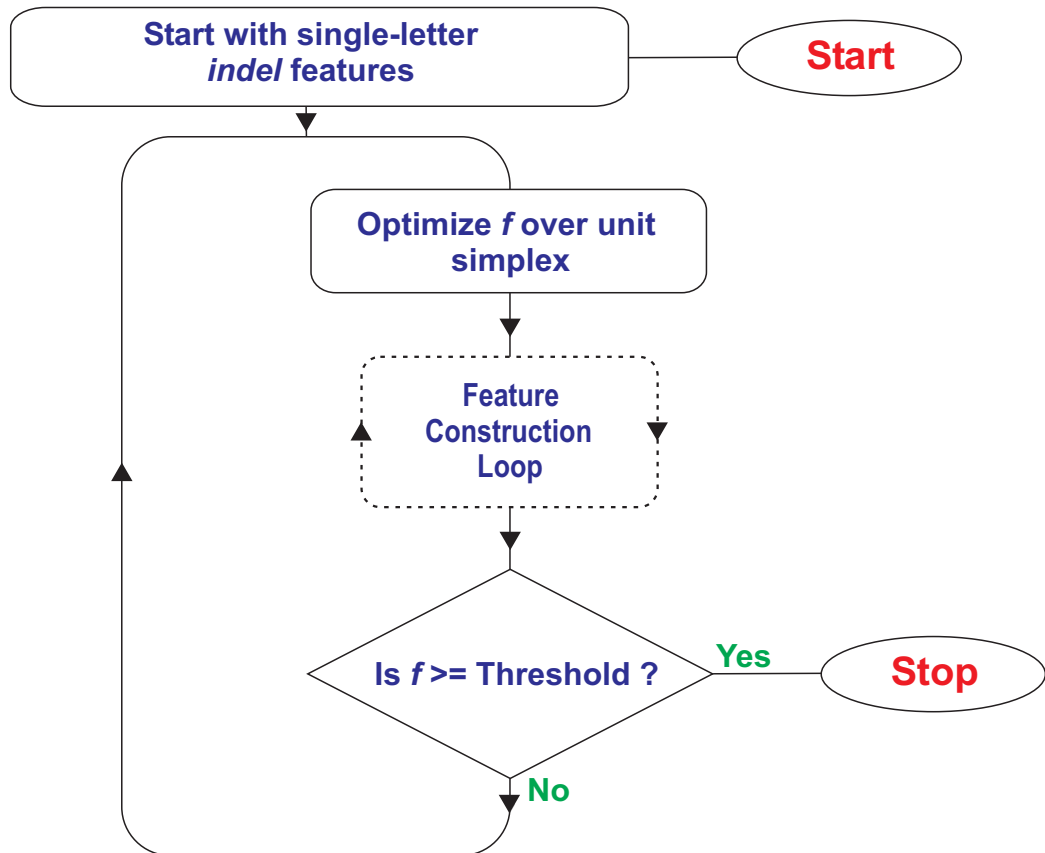 Start with single-letter
indel features
Start
Optimize f over unit
simplex
Feature
Construction
Loop
Is f >= Threshold ?
Yes
Stop
No